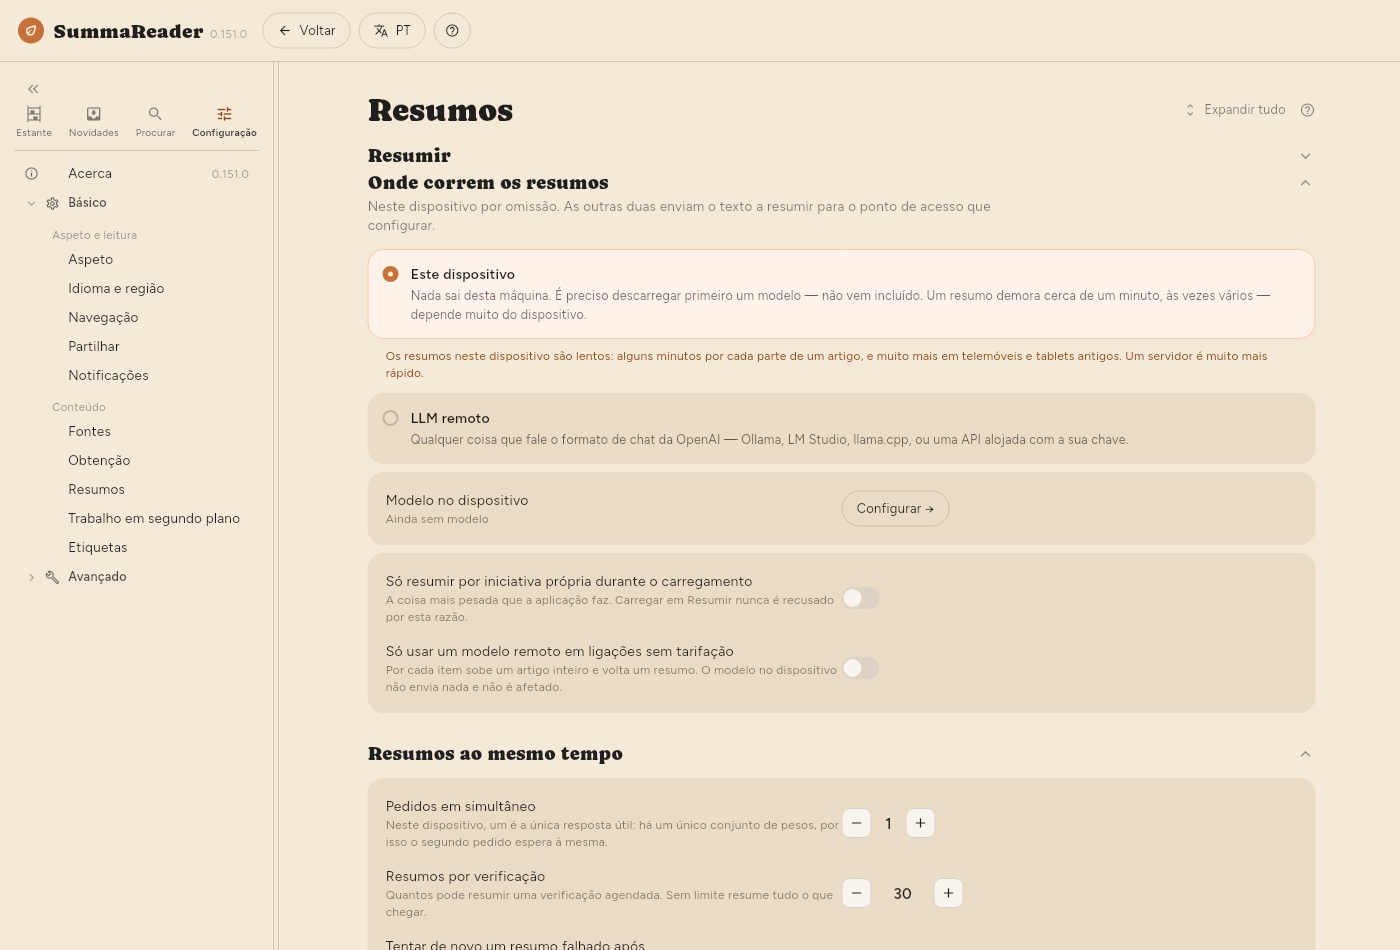 SummaReader 0.151.0
Voltar
PT
Estante
Novidades
Procurar
Configuração
Acerca 0.151.0
Básico
Aspeto e leitura
Aspeto
Idioma e região
Navegação
Partilhar
Notificações
Conteúdo
Fontes
Obtenção
Resumos
Trabalho em segundo plano
Etiquetas
Avançado
Resumos
Expandir tudo
Resumir
Onde correm os resumos
Neste dispositivo por omissão. As outras duas enviam o texto a resumir para o ponto de acesso que
configurar.
Este dispositivo
Nada sai desta máquina. É preciso descarregar primeiro um modelo — não vem incluído. Um resumo demora cerca de um minuto, às vezes vários —
depende muito do dispositivo.
Os resumos neste dispositivo são lentos: alguns minutos por cada parte de um artigo, e muito mais em telemóveis e tablets antigos. Um servidor é muito mais
rápido.
LLM remoto
Qualquer coisa que fale o formato de chat da OpenAI — Ollama, LM Studio, llama.cpp, ou uma API alojada com a sua chave.
Modelo no dispositivo
Ainda sem modelo
Configurar →
Só resumir por iniciativa própria durante o carregamento
A coisa mais pesada que a aplicação faz. Carregar em Resumir nunca é recusado
por esta razão.
Só usar um modelo remoto em ligações sem tarifação
Por cada item sobe um artigo inteiro e volta um resumo. O modelo no dispositivo
não envia nada e não é afetado.
Resumos ao mesmo tempo
Pedidos em simultâneo
Neste dispositivo, um é a única resposta útil: há um único conjunto de pesos, por
isso o segundo pedido espera à mesma.
1
Resumos por verificação
Quantos pode resumir uma verificação agendada. Sem limite resume tudo o que
chegar.
30
Tentar de novo um resumo falhado após